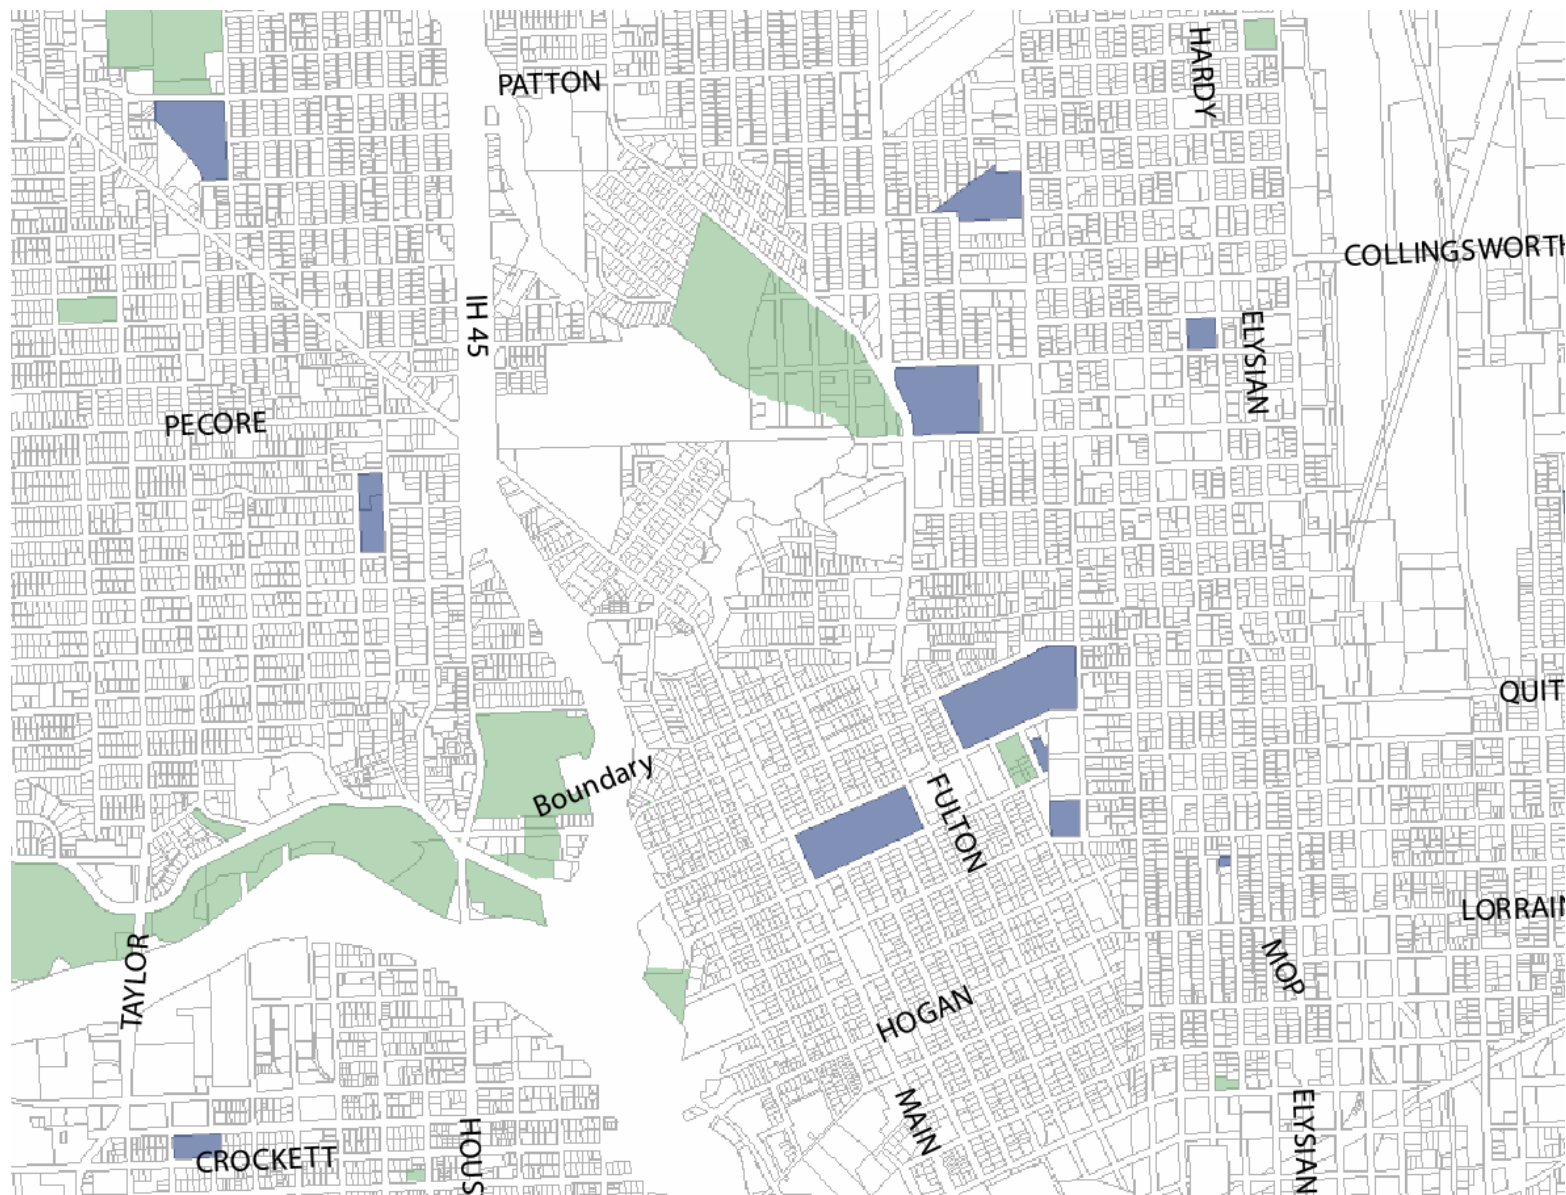 HARDY
PATTON
COLLINGSWORTH
IH 45
ELYSIAN
PECORE
QUIT
Boundary
FULTON
LORRAIN
TAYLOR
MOP
HOGAN
MAIN
ELYSIAN
CROCKETT
HOUS